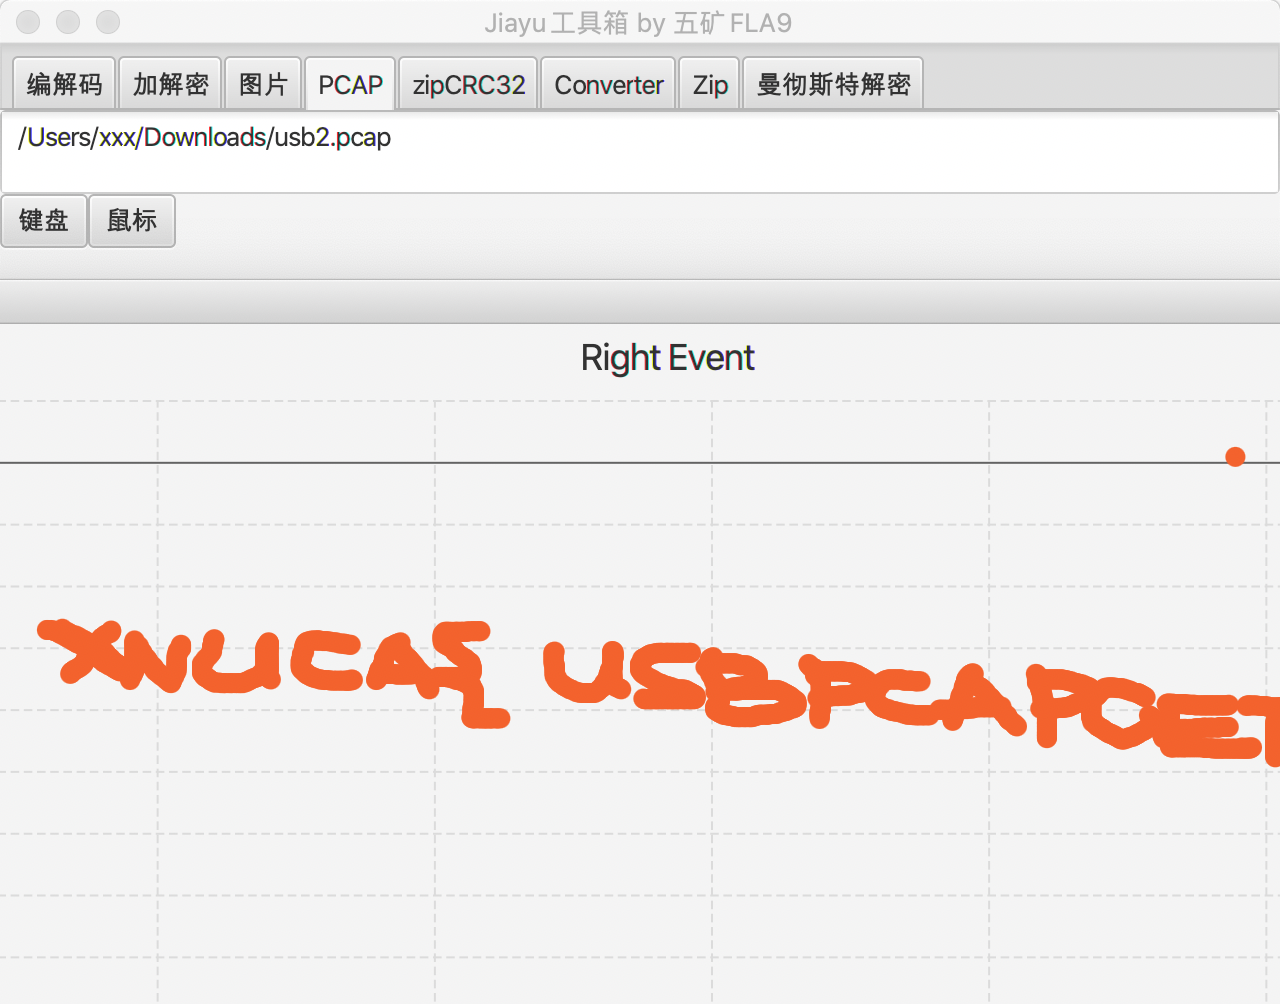 Jiayu工具箱 by 五矿 FLA9
编解码 加解密 图片 PCAP zipCRC32 Converter Zip 曼彻斯特解密
/Users/xxx/Downloads/usb2.pcap
键盘 鼠标
Right Event
XNUCA{ USBPCAPGET